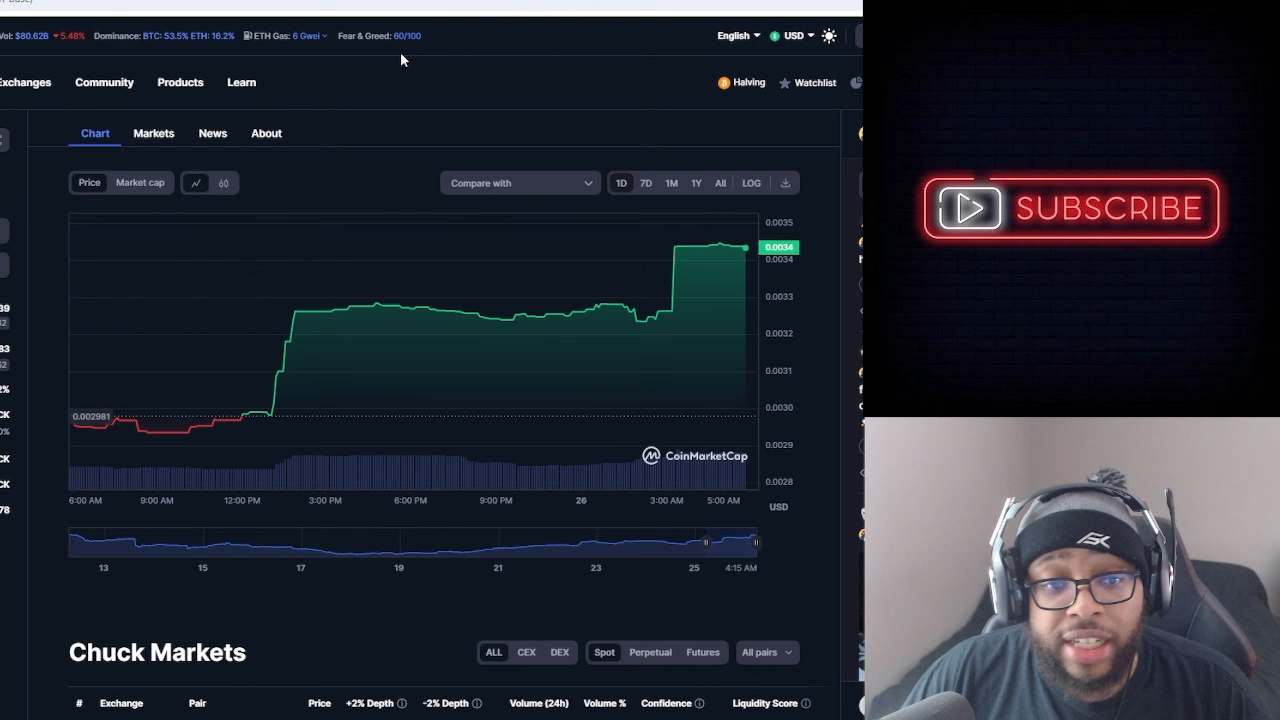 Vol: $80.62B 5.48% Dominance: BTC: 53.5% ETH: 16.2% ETH Gas: 6 Gwei Fear & Greed: 60/100 English USD
Exchanges Community Products Learn Halving Watchlist
Chart Markets News About
Price Market cap Compare with 1D 7D 1M 1Y All LOG
SUBSCRIBE
0.0035
0.0034
0.0034
0.0033
0.0032
0.0031
0.0030
0.002981
0.0029
0.0028
CoinMarketCap
6:00 AM 9:00 AM 12:00 PM 3:00 PM 6:00 PM 9:00 PM 26 3:00 AM 5:00 AM USD
13 15 17 19 21 23 25 4:15 AM
Chuck Markets ALL CEX DEX Spot Perpetual Futures All pairs
# Exchange Pair Price +2% Depth -2% Depth Volume (24h) Volume % Confidence Liquidity Score